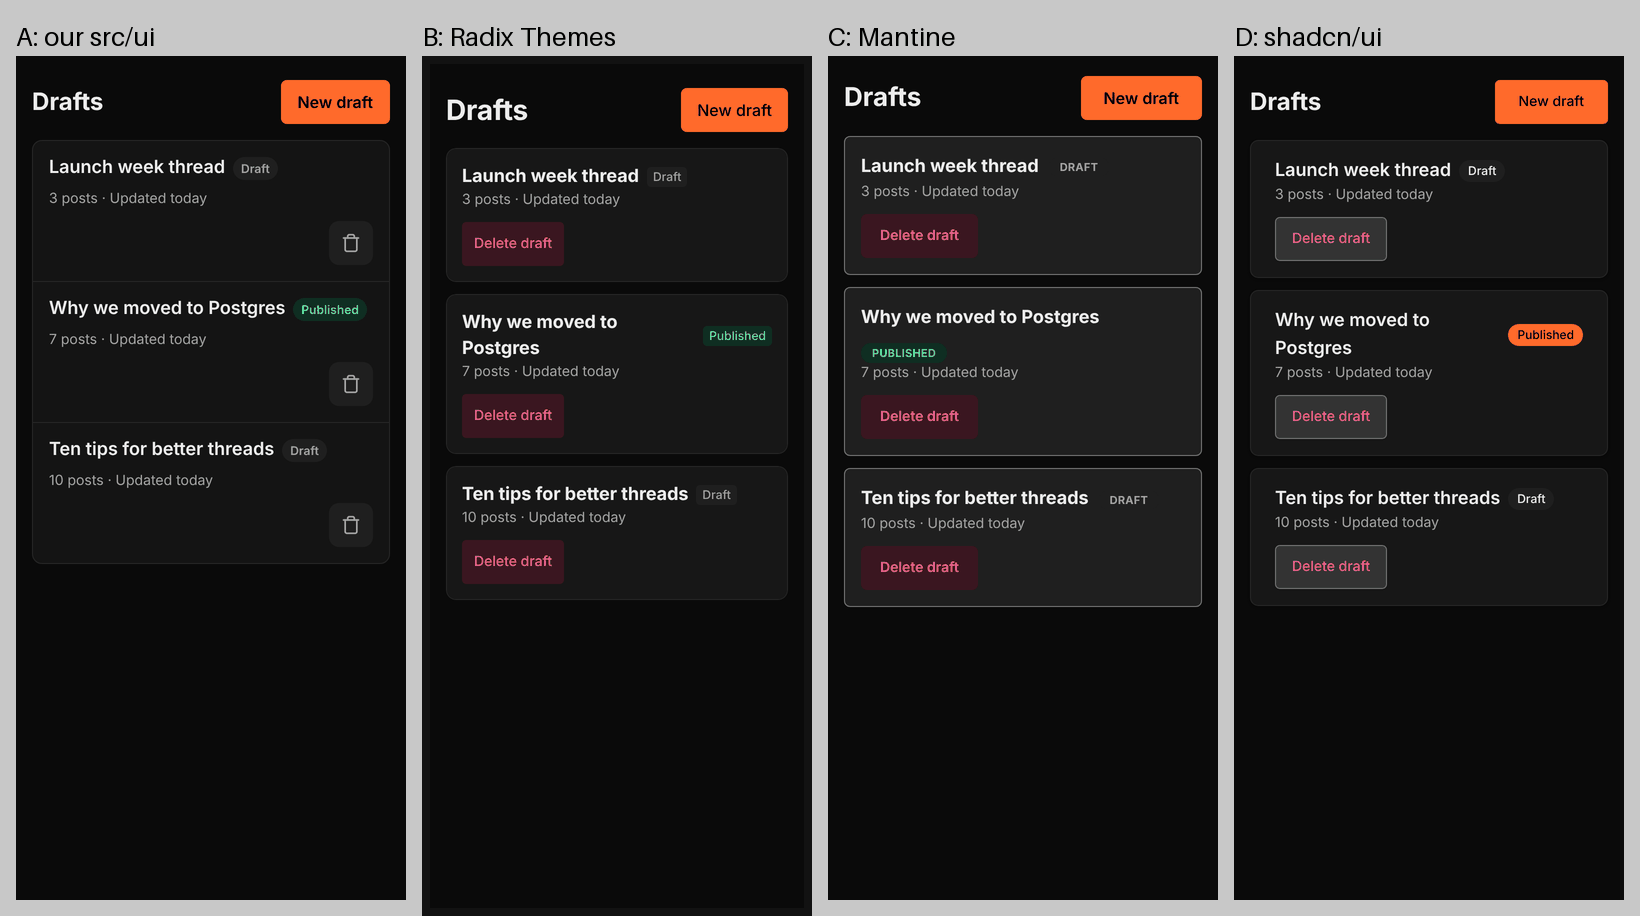 A: our src/ui
Drafts
New draft
Launch week thread
Draft
3 posts · Updated today
Why we moved to Postgres
Published
7 posts · Updated today
Ten tips for better threads
Draft
10 posts · Updated today
B: Radix Themes
Drafts
New draft
Launch week thread
Draft
3 posts · Updated today
Delete draft
Why we moved to
Postgres
Published
7 posts · Updated today
Delete draft
Ten tips for better threads
Draft
10 posts · Updated today
Delete draft
C: Mantine
Drafts
New draft
Launch week thread
DRAFT
3 posts · Updated today
Delete draft
Why we moved to Postgres
PUBLISHED
7 posts · Updated today
Delete draft
Ten tips for better threads
DRAFT
10 posts · Updated today
Delete draft
D: shadcn/ui
Drafts
New draft
Launch week thread
Draft
3 posts · Updated today
Delete draft
Why we moved to
Postgres
Published
7 posts · Updated today
Delete draft
Ten tips for better threads
Draft
10 posts · Updated today
Delete draft